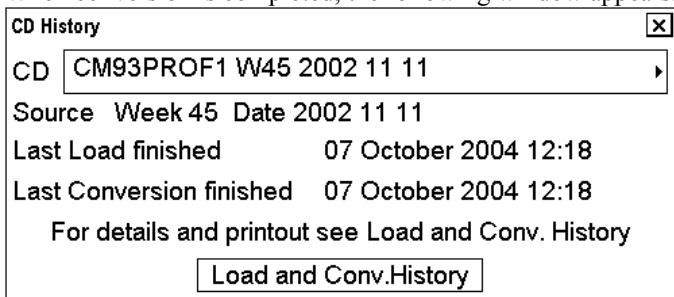 CD History
CD CM93PROF1 W45 2002 11 11
Source Week 45 Date 2002 11 11
Last Load finished 07 October 2004 12:18
Last Conversion finished 07 October 2004 12:18
For details and printout see Load and Conv. History
Load and Conv.History